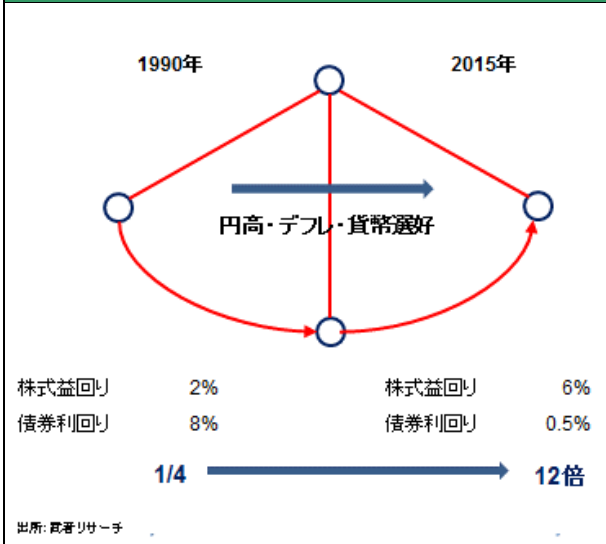 1990年 2015年
円高・デフレ・貨幣選好
株式益回り 2% 株式益回り 6%
債券利回り 8% 債券利回り 0.5%
1/4 12倍
出所:武者リサーチ